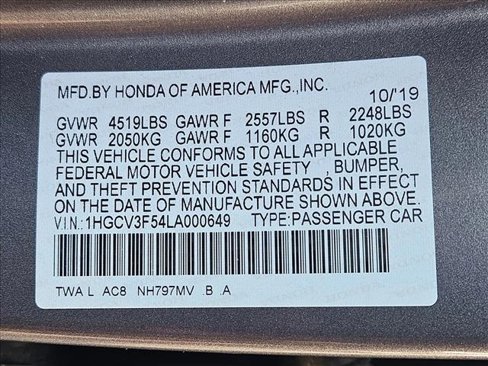 MFD.BY HONDA OF AMERICA MFG.,INC.
10/'19
GVWR 4519LBS GAWR F 2557LBS R 2248LBS
GVWR 2050KG GAWR F 1160KG R 1020KG
THIS VEHICLE CONFORMS TO ALL APPLICABLE
FEDERAL MOTOR VEHICLE SAFETY , BUMPER,
AND THEFT PREVENTION STANDARDS IN EFFECT
ON THE DATE OF MANUFACTURE SHOWN ABOVE.
V.I.N.:1HGCV3F54LA000649 TYPE:PASSENGER CAR
TWA L AC8 NH797MV .B .A